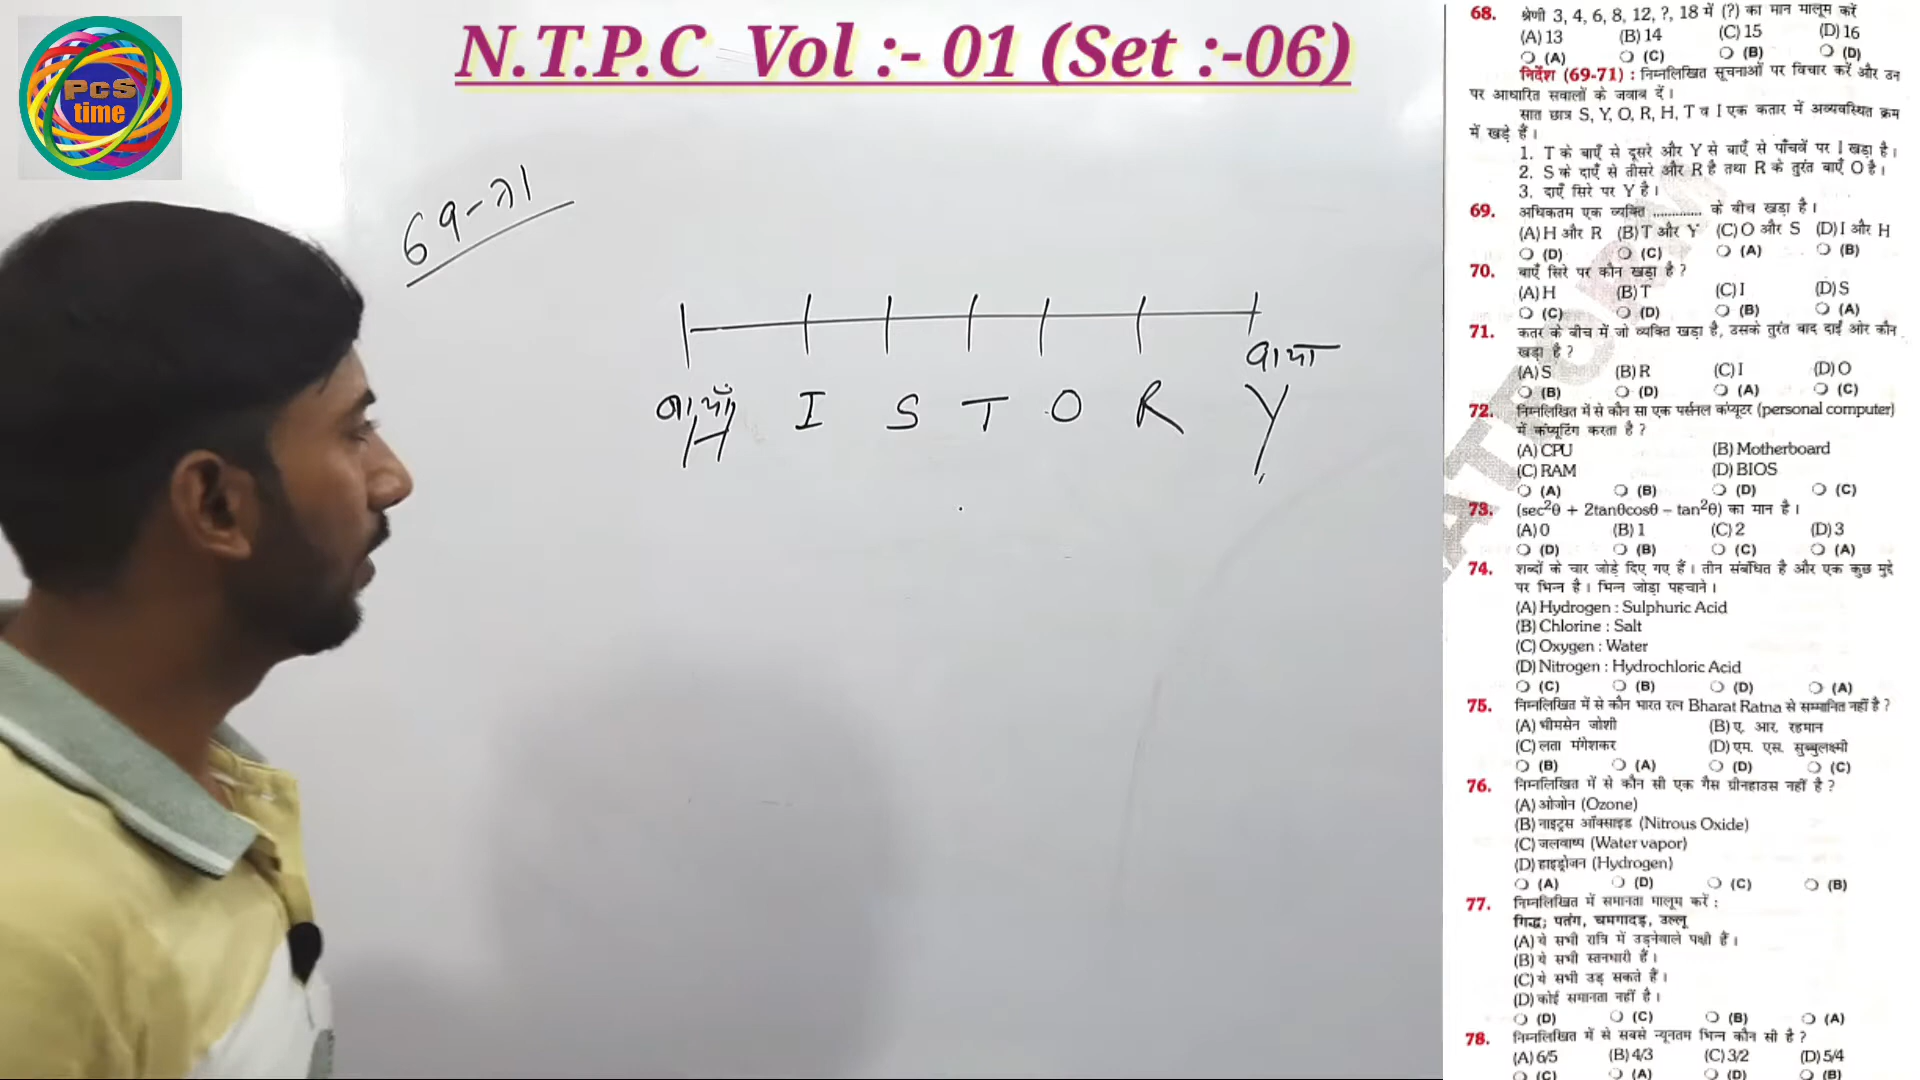 PcS
time
N.T.P.C Vol :- 01 (Set :-06)
69-71
बायाँ I S T O R Y
H
68. श्रेणी 3, 4, 6, 8, 12, ?, 18 में (?) का मान मालूम करें
(A) 13 (B) 14 (C) 15 (D) 16
(A) (C) (B) (D)
निर्देश (69-71) : निम्नलिखित सूचनाओं पर विचार करें और उन
पर आधारित सवालों के जवाब दें।
सात छात्र S, Y, O, R, H, T व I एक कतार में अव्यवस्थित क्रम
में खड़े हैं।
1. T के बाएँ से दूसरे और Y से बाएँ से पाँचवें पर I खड़ा है।
2. S के दाएँ से तीसरे और R है तथा R के तुरंत बाएँ O है।
3. दाएँ सिरे पर Y है।
69. अधिकतम एक व्यक्ति ............. के बीच खड़ा है।
(A) H और R (B) T और Y (C) O और S (D) I और H
(D) (C) (A) (B)
70. बाएँ सिरे पर कौन खड़ा है ?
(A) H (B) T (C) I (D) S
(C) (D) (B) (A)
71. कतर के बीच में जो व्यक्ति खड़ा है, उसके तुरंत बाद दाईं ओर कौन
खड़ा है ?
(A) S (B) R (C) I (D) O
(B) (D) (A) (C)
72. निम्नलिखित में से कौन सा एक पर्सनल कंप्यूटर (personal computer)
में कंप्यूटिंग करता है ?
(A) CPU (B) Motherboard
(C) RAM (D) BIOS
(A) (B) (D) (C)
73. (sec²θ + 2tanθcosθ – tan²θ) का मान है।
(A) 0 (B) 1 (C) 2 (D) 3
(D) (B) (C) (A)
74. शब्दों के चार जोड़े दिए गए हैं। तीन संबंधित है और एक कुछ मुद्दे
पर भिन्न है। भिन्न जोड़ा पहचाने।
(A) Hydrogen : Sulphuric Acid
(B) Chlorine : Salt
(C) Oxygen : Water
(D) Nitrogen : Hydrochloric Acid
(C) (B) (D) (A)
75. निम्नलिखित में से कौन भारत रत्न Bharat Ratna से सम्मानित नहीं है ?
(A) भीमसेन जोशी (B) ए. आर. रहमान
(C) लता मंगेशकर (D) एम. एस. सुब्बुलक्ष्मी
(B) (A) (D) (C)
76. निम्नलिखित में से कौन सी एक गैस ग्रीनहाउस नहीं है ?
(A) ओजोन (Ozone)
(B) नाइट्रस ऑक्साइड (Nitrous Oxide)
(C) जलवाष्प (Water vapor)
(D) हाइड्रोजन (Hydrogen)
(A) (D) (C) (B)
77. निम्नलिखित में समानता मालूम करें :
गिद्ध; पतंग, चमगादड़, उल्लू
(A) ये सभी रात्रि में उड़नेवाले पक्षी हैं।
(B) ये सभी स्तनधारी हैं।
(C) ये सभी उड़ सकते हैं।
(D) कोई समानता नहीं है।
(D) (C) (B) (A)
78. निम्नलिखित में से सबसे न्यूनतम भिन्न कौन सी है ?
(A) 6/5 (B) 4/3 (C) 3/2 (D) 5/4
(C) (A) (D) (B)